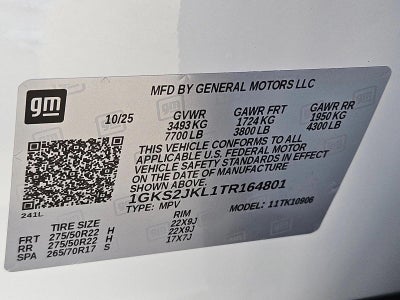 gm
MFD BY GENERAL MOTORS LLC
10/25 GVWR GAWR FRT GAWR RR
3493 KG 1724 KG 1950 KG
7700 LB 3800 LB 4300 LB
THIS VEHICLE CONFORMS TO ALL
APPLICABLE U.S. FEDERAL MOTOR
VEHICLE SAFETY STANDARDS IN EFFECT
ON THE DATE OF MANUFACTURE
SHOWN ABOVE.
1GKS2JKL1TR164801
241L TYPE: MPV MODEL: 11TK10906
TIRE SIZE RIM
FRT 275/50R22 H 22X9J
RR 275/50R22 H 22X9J
SPA 265/70R17 S 17X7J